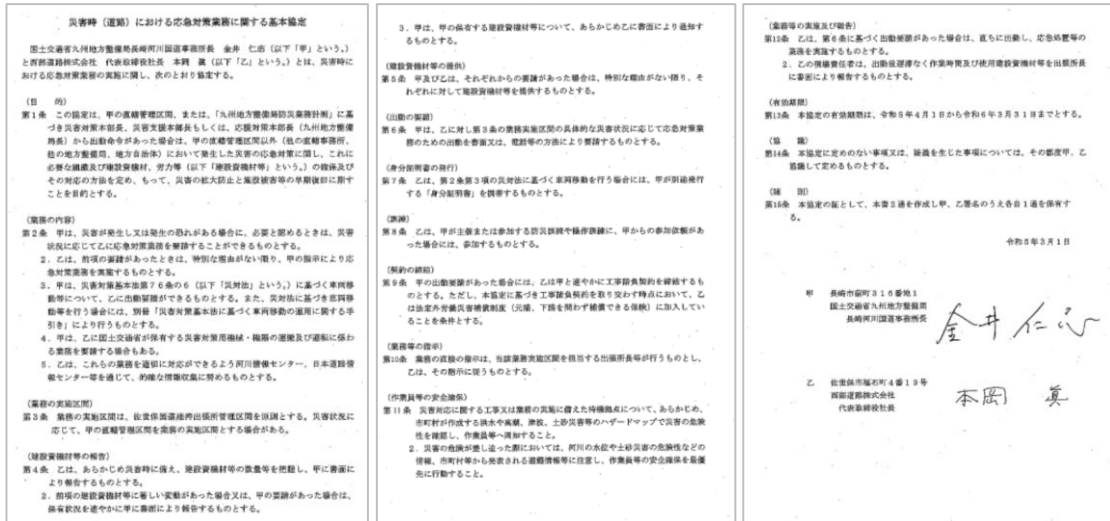 災害時(道路)における応急対策業務に関する基本協定
国土交通省九州地方整備局長崎河川国道事務所長 金井 仁志(以下「甲」という。)
と西部道路株式会社 代表取締役社長 本岡 眞(以下「乙」という。)とは、災害時に
おける応急対策業務の実施に関し、次のとおり協定する。
(目 的)
第1条 この協定は、甲の直轄管理区間、または、「九州地方整備局防災業務計画」に基
づき災害対策本部長、災害支援本部長もしくは、応援対策本部長(九州地方整備
局長)から出動命令があった場合は、甲の直轄管理区間以外(他の直轄事務所、
他の地方整備局、地方自治体)において発生した災害の応急対策に関し、これに
必要な組織及び建設資機材、労力等(以下「建設資機材等」という。)の確保及び
その対応の方法を定め、もって、災害の拡大防止と施設被害等の早期復旧に期す
ことを目的とする。
(業務の内容)
第2条 甲は、災害が発生し又は発生の恐れがある場合に、必要と認めるときは、災害
状況に応じて乙に応急対策業務を要請することができるものとする。
2.乙は、前項の要請があったときは、特別な理由がない限り、甲の指示により応
急対策業務を実施するものとする。
3.甲は、災害対策基本法第76条の6(以下「災対法」という。)に基づく車両移
動等について、乙に出動要請ができるものとする。また、災対法に基づき車両移
動等を行う場合には、別冊「災害対策基本法に基づく車両移動の運用に関する手
引き」により行うものとする。
4.甲は、乙に国土交通省が保有する災害対策用機械・機器の運搬及び運転に係わ
る業務を要請する場合もある。
5.乙は、これらの業務を適切に対応ができるよう河川情報センター、日本道路情
報センター等を通じて、的確な情報収集に努めるものとする。
(業務の実施区間)
第3条 業務の実施区間は、佐世保国道維持出張所管理区間を原則とする。災害状況に
応じて、甲の直轄管理区間を業務の実施区間とする場合がある。
(建設資機材等の報告)
第4条 乙は、あらかじめ災害時に備え、建設資機材等の数量等を把握し、甲に書面に
より報告するものとする。
2.前項の建設資機材等に著しい変動があった場合又は、甲の要請があった場合は、
保有状況を速やかに甲に書面により報告するものとする。
3.甲は、甲の保有する建設資機材等について、あらかじめ乙に書面により通知す
るものとする。
(建設資機材等の提供)
第5条 甲及び乙は、それぞれからの要請があった場合は、特別な理由がない限り、そ
れぞれに対して建設資機材等を提供するものとする。
(出動の要請)
第6条 甲は、乙に対し第3条の業務実施区間の具体的な災害状況に応じて応急対策業
務のための出動を書面又は、電話等の方法により要請するものとする。
(身分証明書の発行)
第7条 乙は、第2条第3項の災対法に基づく車両移動を行う場合には、甲が別途発行
する「身分証明書」を携帯するものとする。
(訓練)
第8条 乙は、甲が主催または参加する防災訓練や操作訓練に、甲からの参加依頼があ
った場合には、参加するものとする。
(契約の締結)
第9条 甲の出動要請があった場合には、乙は甲と速やかに工事請負契約を締結するも
のとする。ただし、本協定に基づき工事請負契約を取り交わす時点において、乙
は法定外労働災害補償制度(元請、下請を問わず補償できる保険)に加入してい
ることを条件とする。
(業務等の指示)
第10条 業務の直接の指示は、当該業務実施区間を担当する出張所長等が行うものとし、
乙は、その指示に従うものとする。
(作業員等の安全確保)
第11条 災害対応に関する工事又は業務の実施に備えた待機拠点について、あらかじめ、
市町村が作成する洪水や高潮、津波、土砂災害等のハザードマップで災害の危険
性を確認し、作業員等へ周知すること。
2.災害の危険が差し迫った際においては、河川の水位や土砂災害の危険性などの
情報、市町村等から発表される避難情報等に注意し、作業員等の安全確保を最優
先に行動すること。
(業務等の実施及び報告)
第12条 乙は、第6条に基づく出動要請があった場合は、直ちに出動し、応急処置等の
業務を実施するものとする。
2.乙の現場責任者は、出動後遅滞なく作業時間及び使用建設資機材等を出張所長
に書面により報告するものとする。
(有効期限)
第13条 本協定の有効期限は、令和5年4月1日から令和6年3月31日までとする。
(協 議)
第14条 本協定に定めのない事項又は、疑義を生じた事項については、その都度甲、乙
協議して定めるものとする。
(雑 則)
第15条 本協定の証として、本書2通を作成し甲、乙署名のうえ各自1通を保有す
る。
令和5年3月1日
甲 長崎市宿町316番地1
国土交通省九州地方整備局
長崎河川国道事務所長 金井 仁志
乙 佐世保市福石町4番19号
西部道路株式会社
代表取締役社長 本岡 眞